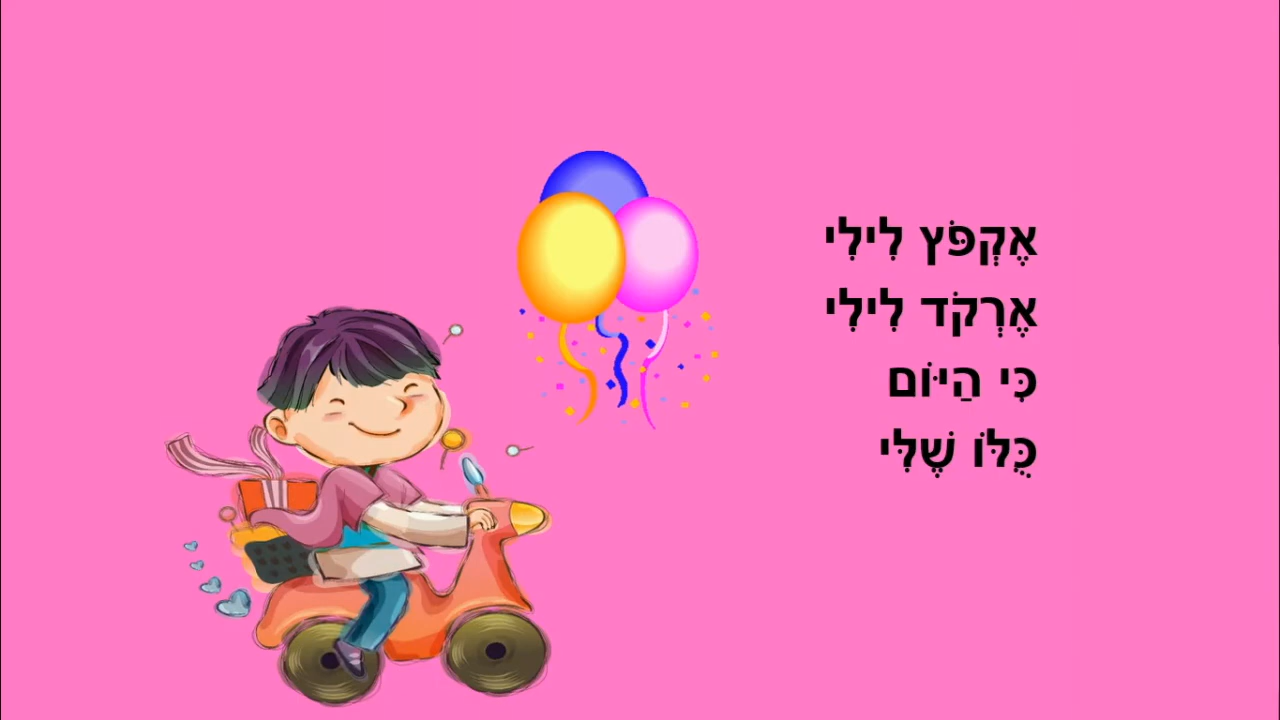 אֶקְפֹּץ לִילִי
אֶרְקֹד לִילִי
כִּי הַיּוֹם
כֻּלּוֹ שֶׁלִּי